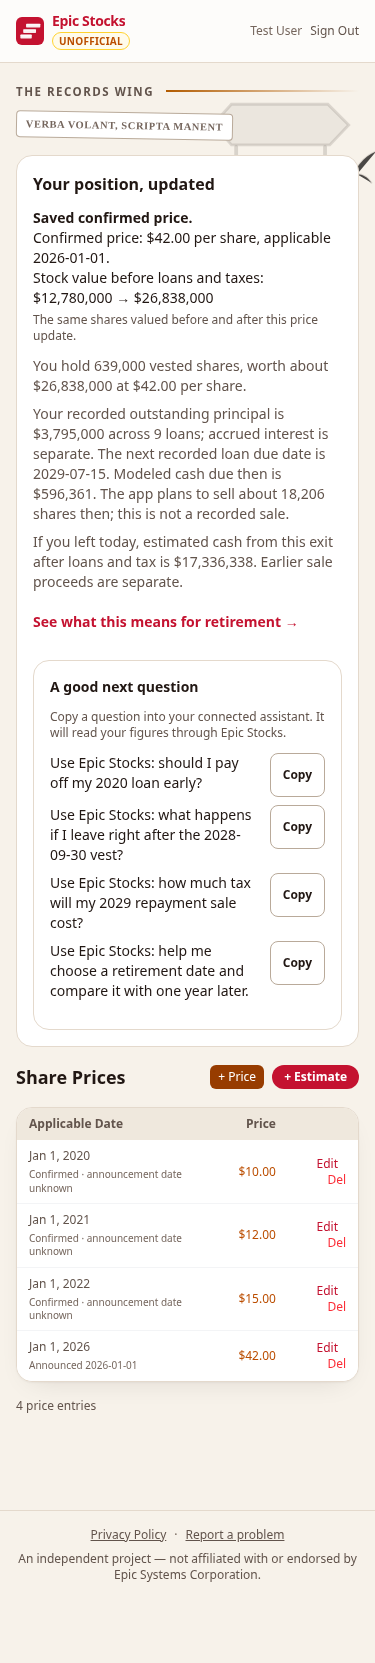 Epic Stocks
UNOFFICIAL
Test User Sign Out
THE RECORDS WING
VERBA VOLANT, SCRIPTA MANENT
Your position, updated
Saved confirmed price.
Confirmed price: $42.00 per share, applicable
2026-01-01.
Stock value before loans and taxes:
$12,780,000 → $26,838,000
The same shares valued before and after this price
update.
You hold 639,000 vested shares, worth about
$26,838,000 at $42.00 per share.
Your recorded outstanding principal is
$3,795,000 across 9 loans; accrued interest is
separate. The next recorded loan due date is
2029-07-15. Modeled cash due then is
$596,361. The app plans to sell about 18,206
shares then; this is not a recorded sale.
If you left today, estimated cash from this exit
after loans and tax is $17,336,338. Earlier sale
proceeds are separate.
See what this means for retirement →
A good next question
Copy a question into your connected assistant. It
will read your figures through Epic Stocks.
Use Epic Stocks: should I pay
off my 2020 loan early?
Copy
Use Epic Stocks: what happens
if I leave right after the 2028-
09-30 vest?
Copy
Use Epic Stocks: how much tax
will my 2029 repayment sale
cost?
Copy
Use Epic Stocks: help me
choose a retirement date and
compare it with one year later.
Copy
Share Prices
+ Price
+ Estimate
Applicable Date Price
Jan 1, 2020
Confirmed · announcement date
unknown
$10.00
Edit
Del
Jan 1, 2021
Confirmed · announcement date
unknown
$12.00
Edit
Del
Jan 1, 2022
Confirmed · announcement date
unknown
$15.00
Edit
Del
Jan 1, 2026
Announced 2026-01-01
$42.00
Edit
Del
4 price entries
Privacy Policy · Report a problem
An independent project — not affiliated with or endorsed by
Epic Systems Corporation.